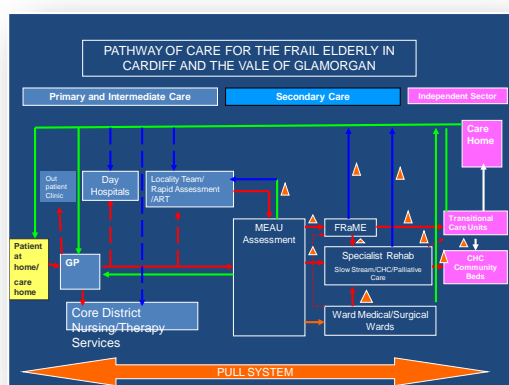 PATHWAY OF CARE FOR THE FRAIL ELDERLY IN
CARDIFF AND THE VALE OF GLAMORGAN
Primary and Intermediate Care
Secondary Care
Independent Sector
Care
Home
Out
patient
Clinic
Day
Hospitals
Locality Team/
Rapid Assessment
/ART
MEAU
Assessment
FRaME
Transitional
Care Units
Patient
at home/
care
home
GP
Specialist Rehab
Slow Stream/CHC/Palliative
Care
CHC
Community
Beds
Core District
Nursing/Therapy
Services
Ward Medical/Surgical
Wards
PULL SYSTEM